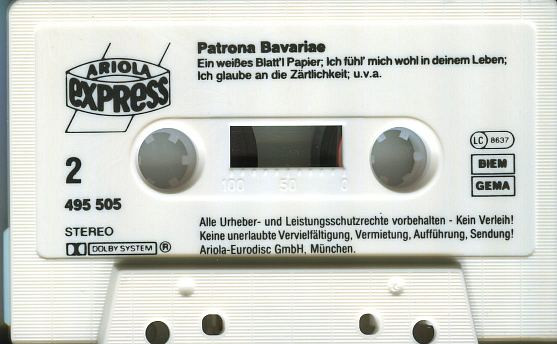 Patrona Bavariae
Ein weißes Blatt'l Papier; Ich fühl' mich wohl in deinem Leben;
Ich glaube an die Zärtlichkeit; u.v.a.
ARIOLA
EXPRESS
2
495 505
STEREO
DOLBY SYSTEM ®
100 50 0
LC 8637
BIEM
GEMA
Alle Urheber- und Leistungsschutzrechte vorbehalten - Kein Verleih!
Keine unerlaubte Vervielfältigung, Vermietung, Aufführung, Sendung!
Ariola-Eurodisc GmbH, München.